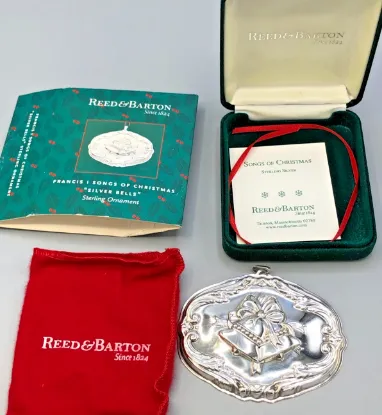 REED & BARTON
Since 1824
FRANCIS I SONGS OF CHRISTMAS
"SILVER BELLS"
Sterling Ornament
REED & BARTON
SONGS OF CHRISTMAS
STERLING SILVER
REED & BARTON
Since 1824
REED & BARTON
Since 1824